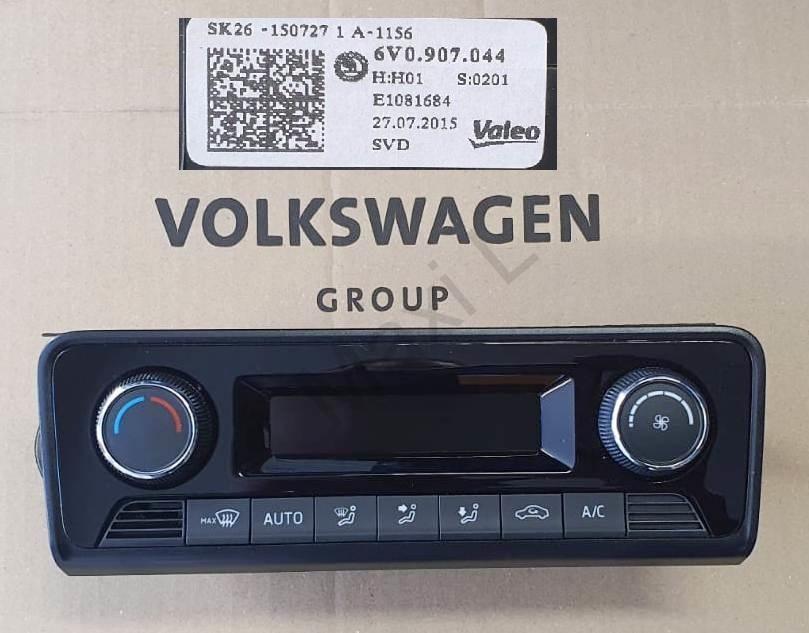 SK26 -150727 1 A-1156
6V0.907.044
H:H01 S:0201
E1081684
27.07.2015 Valeo
SVD
VOLKSWAGEN
GROUP
MAX AUTO A/C